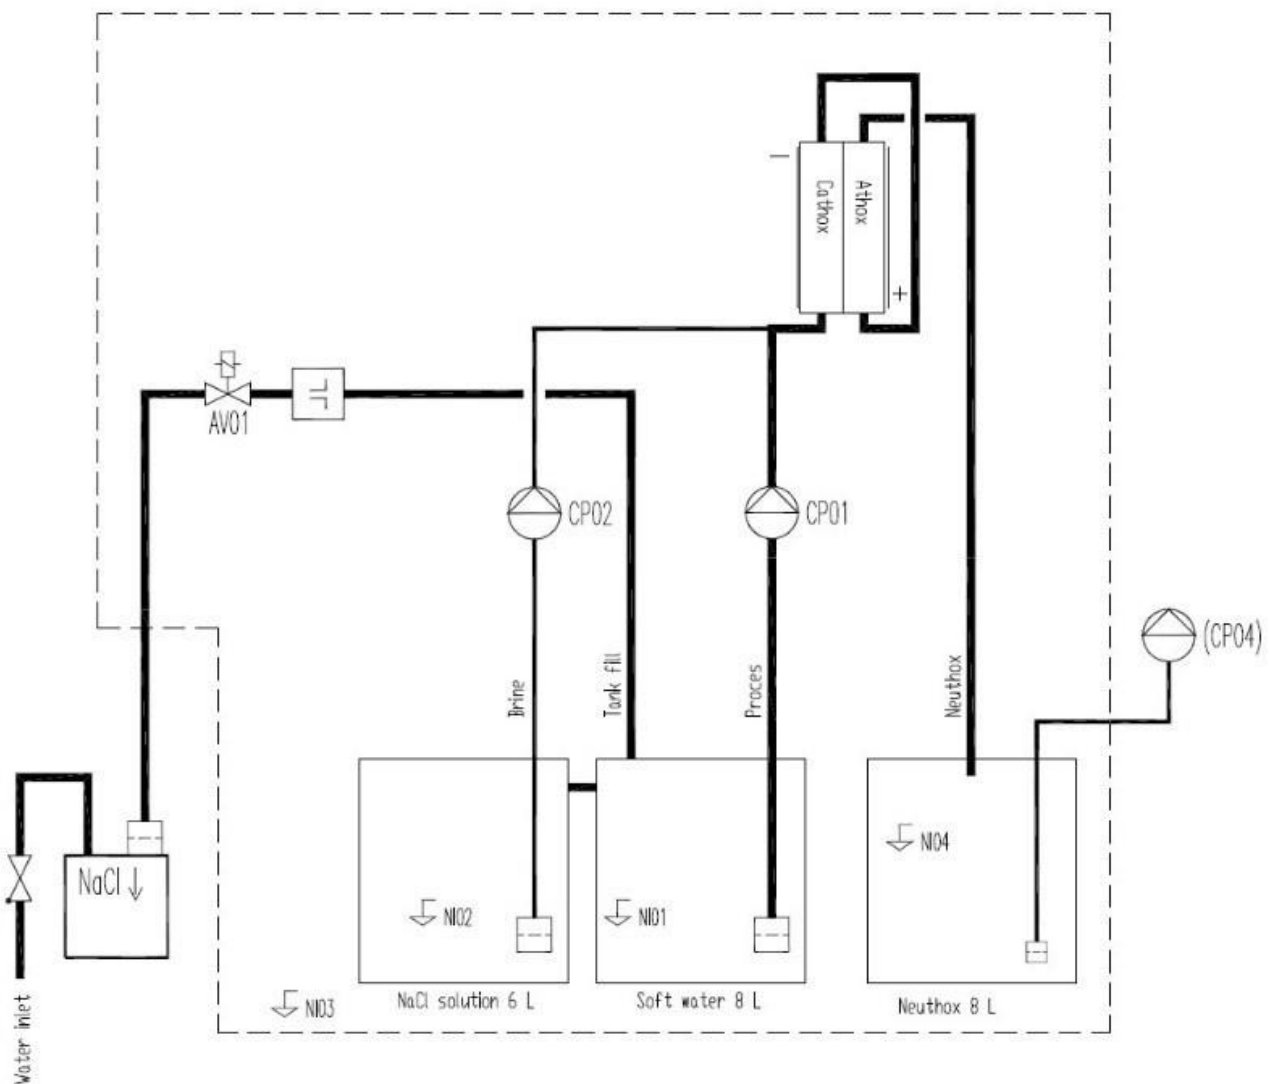 Cathox
Athox
+
AV01
CP02
CP01
(CP04)
Brine
Tank fill
Proces
Neuthox
NaCl
NI04
NI02
NI01
NaCl solution 6 L
Soft water 8 L
Neuthox 8 L
NI03
Water inlet